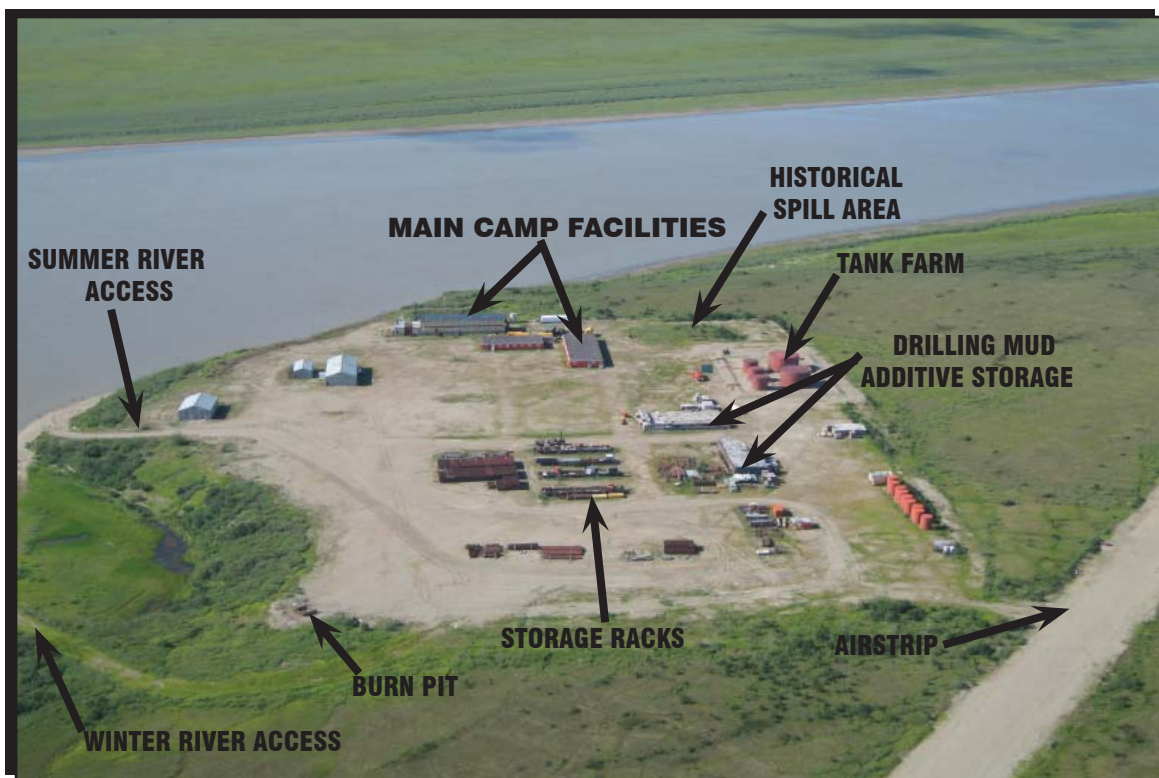 HISTORICAL
SPILL AREA
MAIN CAMP FACILITIES
SUMMER RIVER
ACCESS
TANK FARM
DRILLING MUD
ADDITIVE STORAGE
STORAGE RACKS
AIRSTRIP
BURN PIT
WINTER RIVER ACCESS